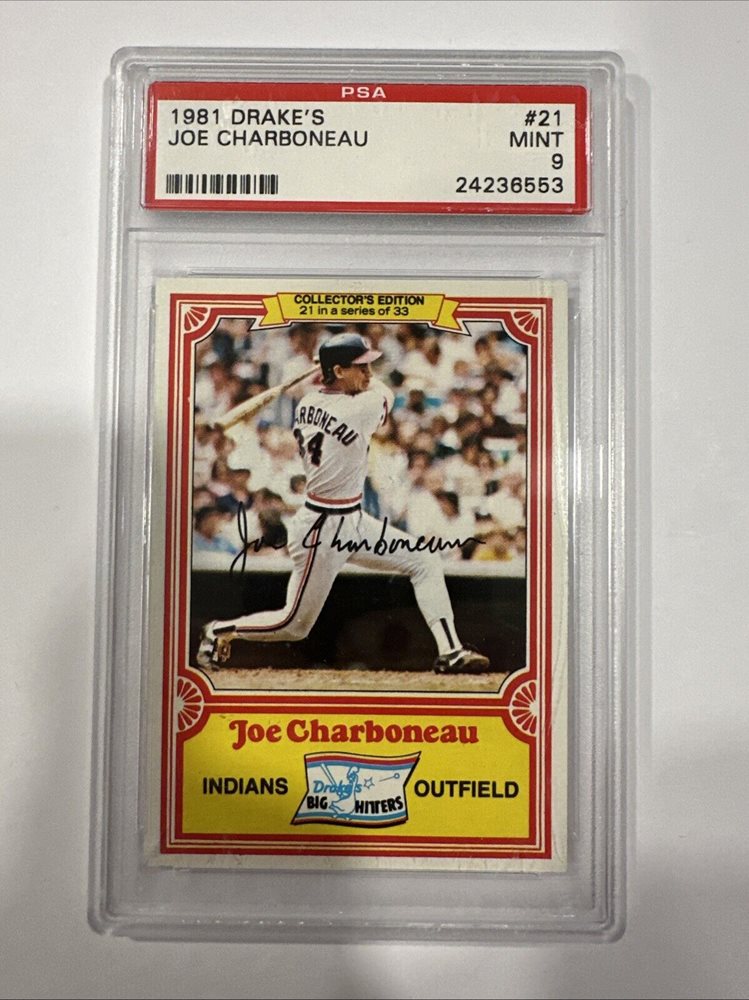 PSA
1981 DRAKE'S #21
JOE CHARBONEAU MINT
9
24236553
COLLECTOR'S EDITION
21 in a series of 33
ARBONEAU
34
Joe Charboneau
Joe Charboneau
INDIANS Drake's OUTFIELD
BIG HITTERS